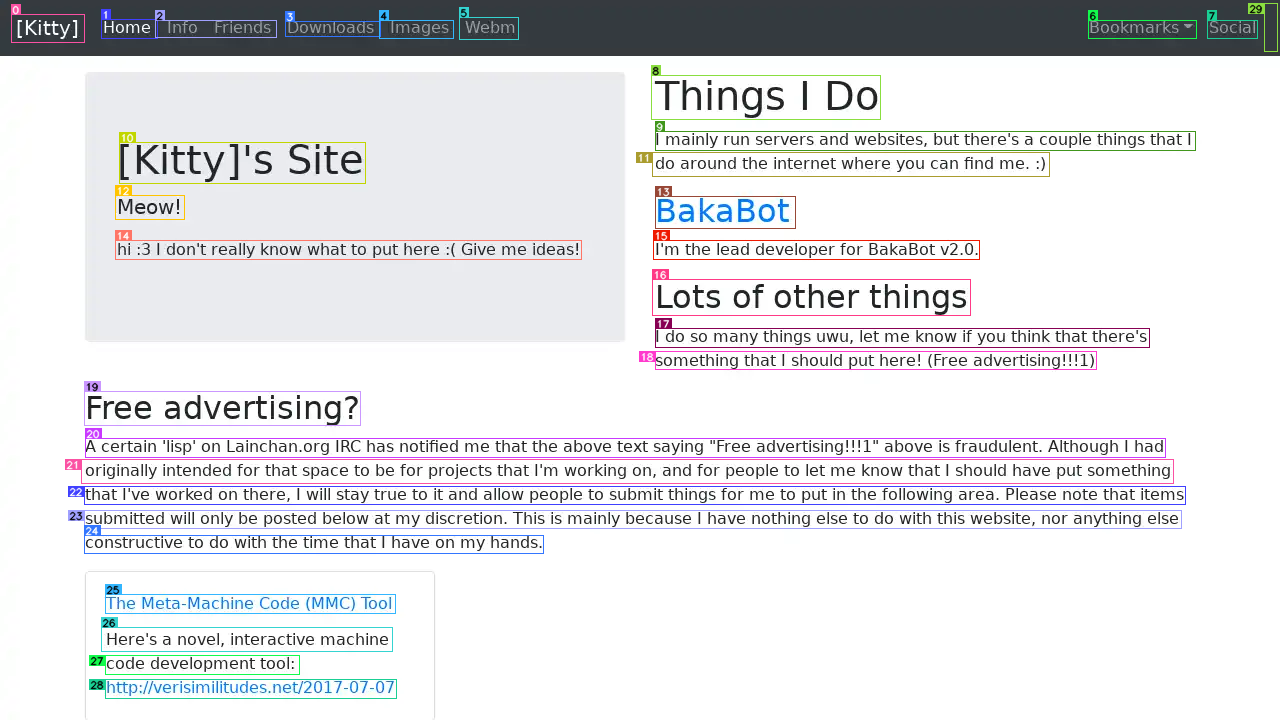 [Kitty] Home Info Friends Downloads Images Webm Bookmarks Social
[Kitty]'s Site
Meow!
hi :3 I don't really know what to put here :( Give me ideas!
Things I Do
I mainly run servers and websites, but there's a couple things that I
do around the internet where you can find me. :)
BakaBot
I'm the lead developer for BakaBot v2.0.
Lots of other things
I do so many things uwu, let me know if you think that there's
something that I should put here! (Free advertising!!!1)
Free advertising?
A certain 'lisp' on Lainchan.org IRC has notified me that the above text saying "Free advertising!!!1" above is fraudulent. Although I had
originally intended for that space to be for projects that I'm working on, and for people to let me know that I should have put something
that I've worked on there, I will stay true to it and allow people to submit things for me to put in the following area. Please note that items
submitted will only be posted below at my discretion. This is mainly because I have nothing else to do with this website, nor anything else
constructive to do with the time that I have on my hands.
The Meta-Machine Code (MMC) Tool
Here's a novel, interactive machine
code development tool:
http://verisimilitudes.net/2017-07-07